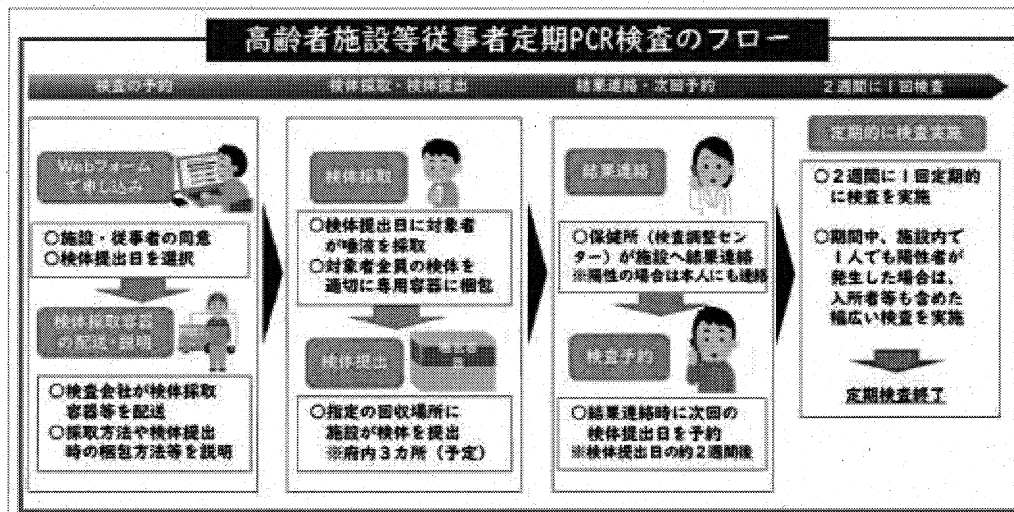 高齢者施設等従事者定期PCR検査のフロー
検査の予約
検体採取・検体提出
結果連絡・次回予約
2週間に1回検査
Webフォーム
で申し込み
○施設・従事者の同意
○検体提出日を選択
検体採取容器
の配送・説明
○検査会社が検体採取
容器等を配送
○採取方法や検体提出
時の梱包方法等を説明
検体採取
○検体提出日に対象者
が唾液を採取
○対象者全員の検体を
適切に専用容器に梱包
検体提出
○指定の回収場所に
施設が検体を提出
※府内3カ所(予定)
結果連絡
○保健所(検査調整セン
ター)が施設へ結果連絡
※陽性の場合は本人にも連絡
検査予約
○結果連絡時に次回の
検体提出日を予約
※検体提出日の約2週間後
定期的に検査実施
○2週間に1回定期的
に検査を実施
○期間中、施設内で
1人でも陽性者が
発生した場合は、
入所者等も含めた
幅広い検査を実施
定期検査終了